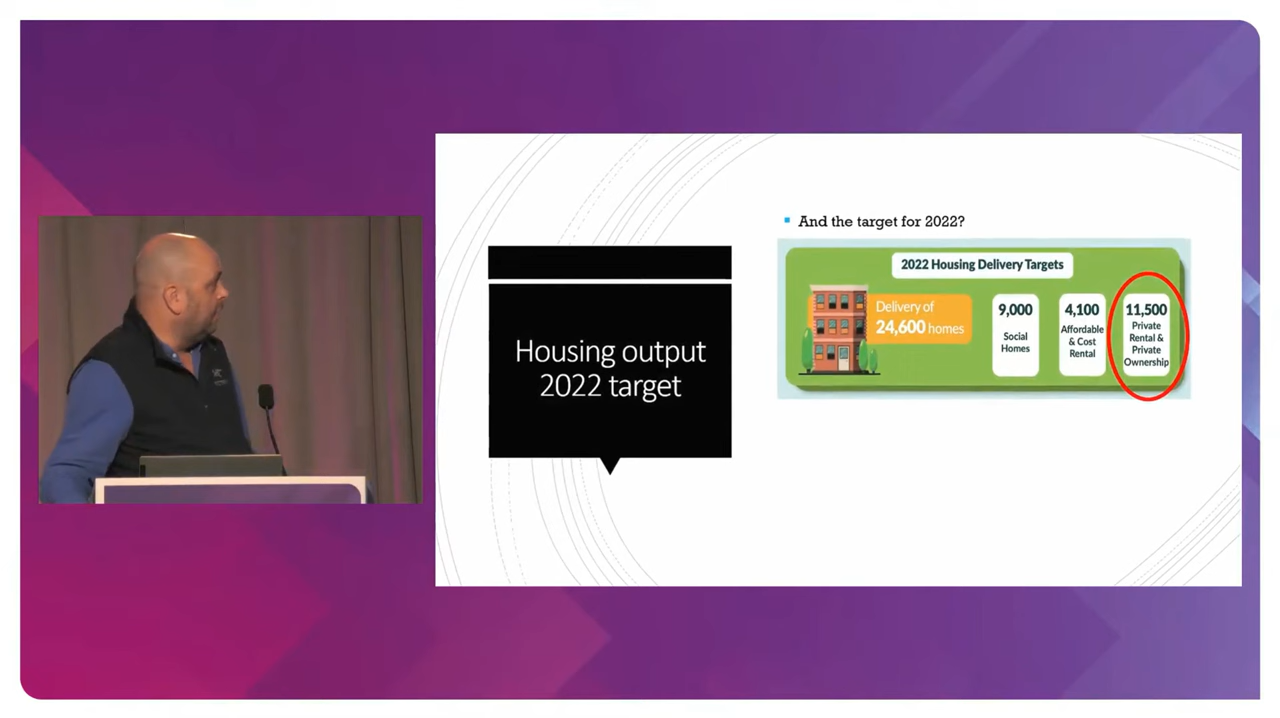 Housing output
2022 target
And the target for 2022?
2022 Housing Delivery Targets
Delivery of
24,600 homes
9,000
Social
Homes
4,100
Affordable
& Cost
Rental
11,500
Private
Rental &
Private
Ownership